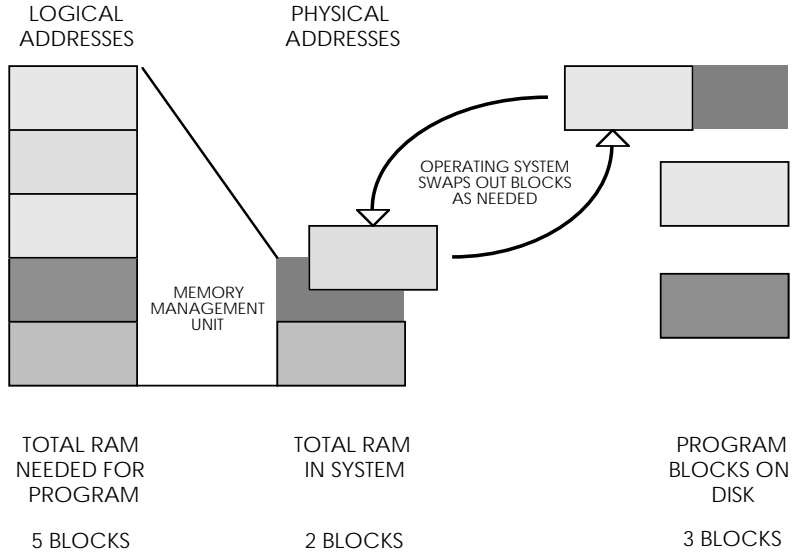 LOGICAL
ADDRESSES
PHYSICAL
ADDRESSES
OPERATING SYSTEM
SWAPS OUT BLOCKS
AS NEEDED
MEMORY
MANAGEMENT
UNIT
TOTAL RAM
NEEDED FOR
PROGRAM
5 BLOCKS
TOTAL RAM
IN SYSTEM
2 BLOCKS
PROGRAM
BLOCKS ON
DISK
3 BLOCKS